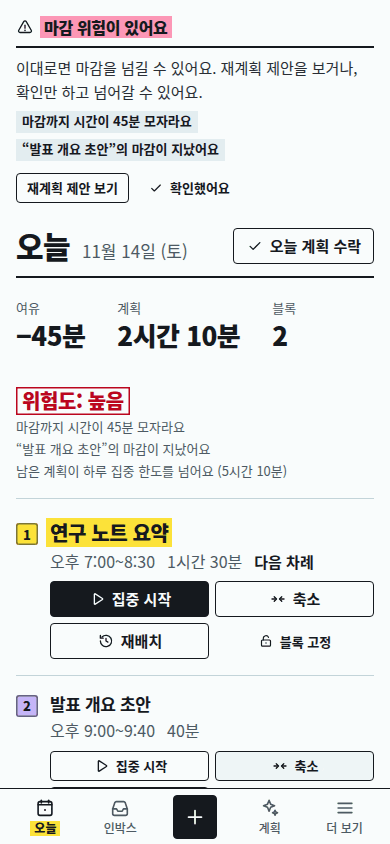 마감 위험이 있어요
이대로면 마감을 넘길 수 있어요. 재계획 제안을 보거나,
확인만 하고 넘어갈 수 있어요.
마감까지 시간이 45분 모자라요
“발표 개요 초안”의 마감이 지났어요
재계획 제안 보기 확인했어요
오늘 11월 14일 (토) 오늘 계획 수락
여유 계획 블록
−45분 2시간 10분 2
위험도: 높음
마감까지 시간이 45분 모자라요
“발표 개요 초안”의 마감이 지났어요
남은 계획이 하루 집중 한도를 넘어요 (5시간 10분)
1 연구 노트 요약
오후 7:00~8:30 1시간 30분 다음 차례
집중 시작 축소
재배치 블록 고정
2 발표 개요 초안
오후 9:00~9:40 40분
집중 시작 축소
오늘 인박스 계획 더 보기